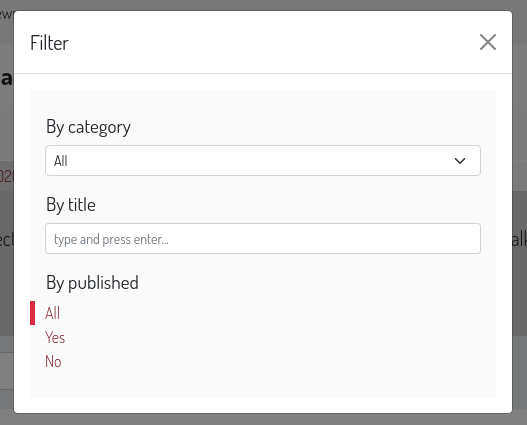 Filter
By category
All
By title
type and press enter...
By published
All
Yes
No